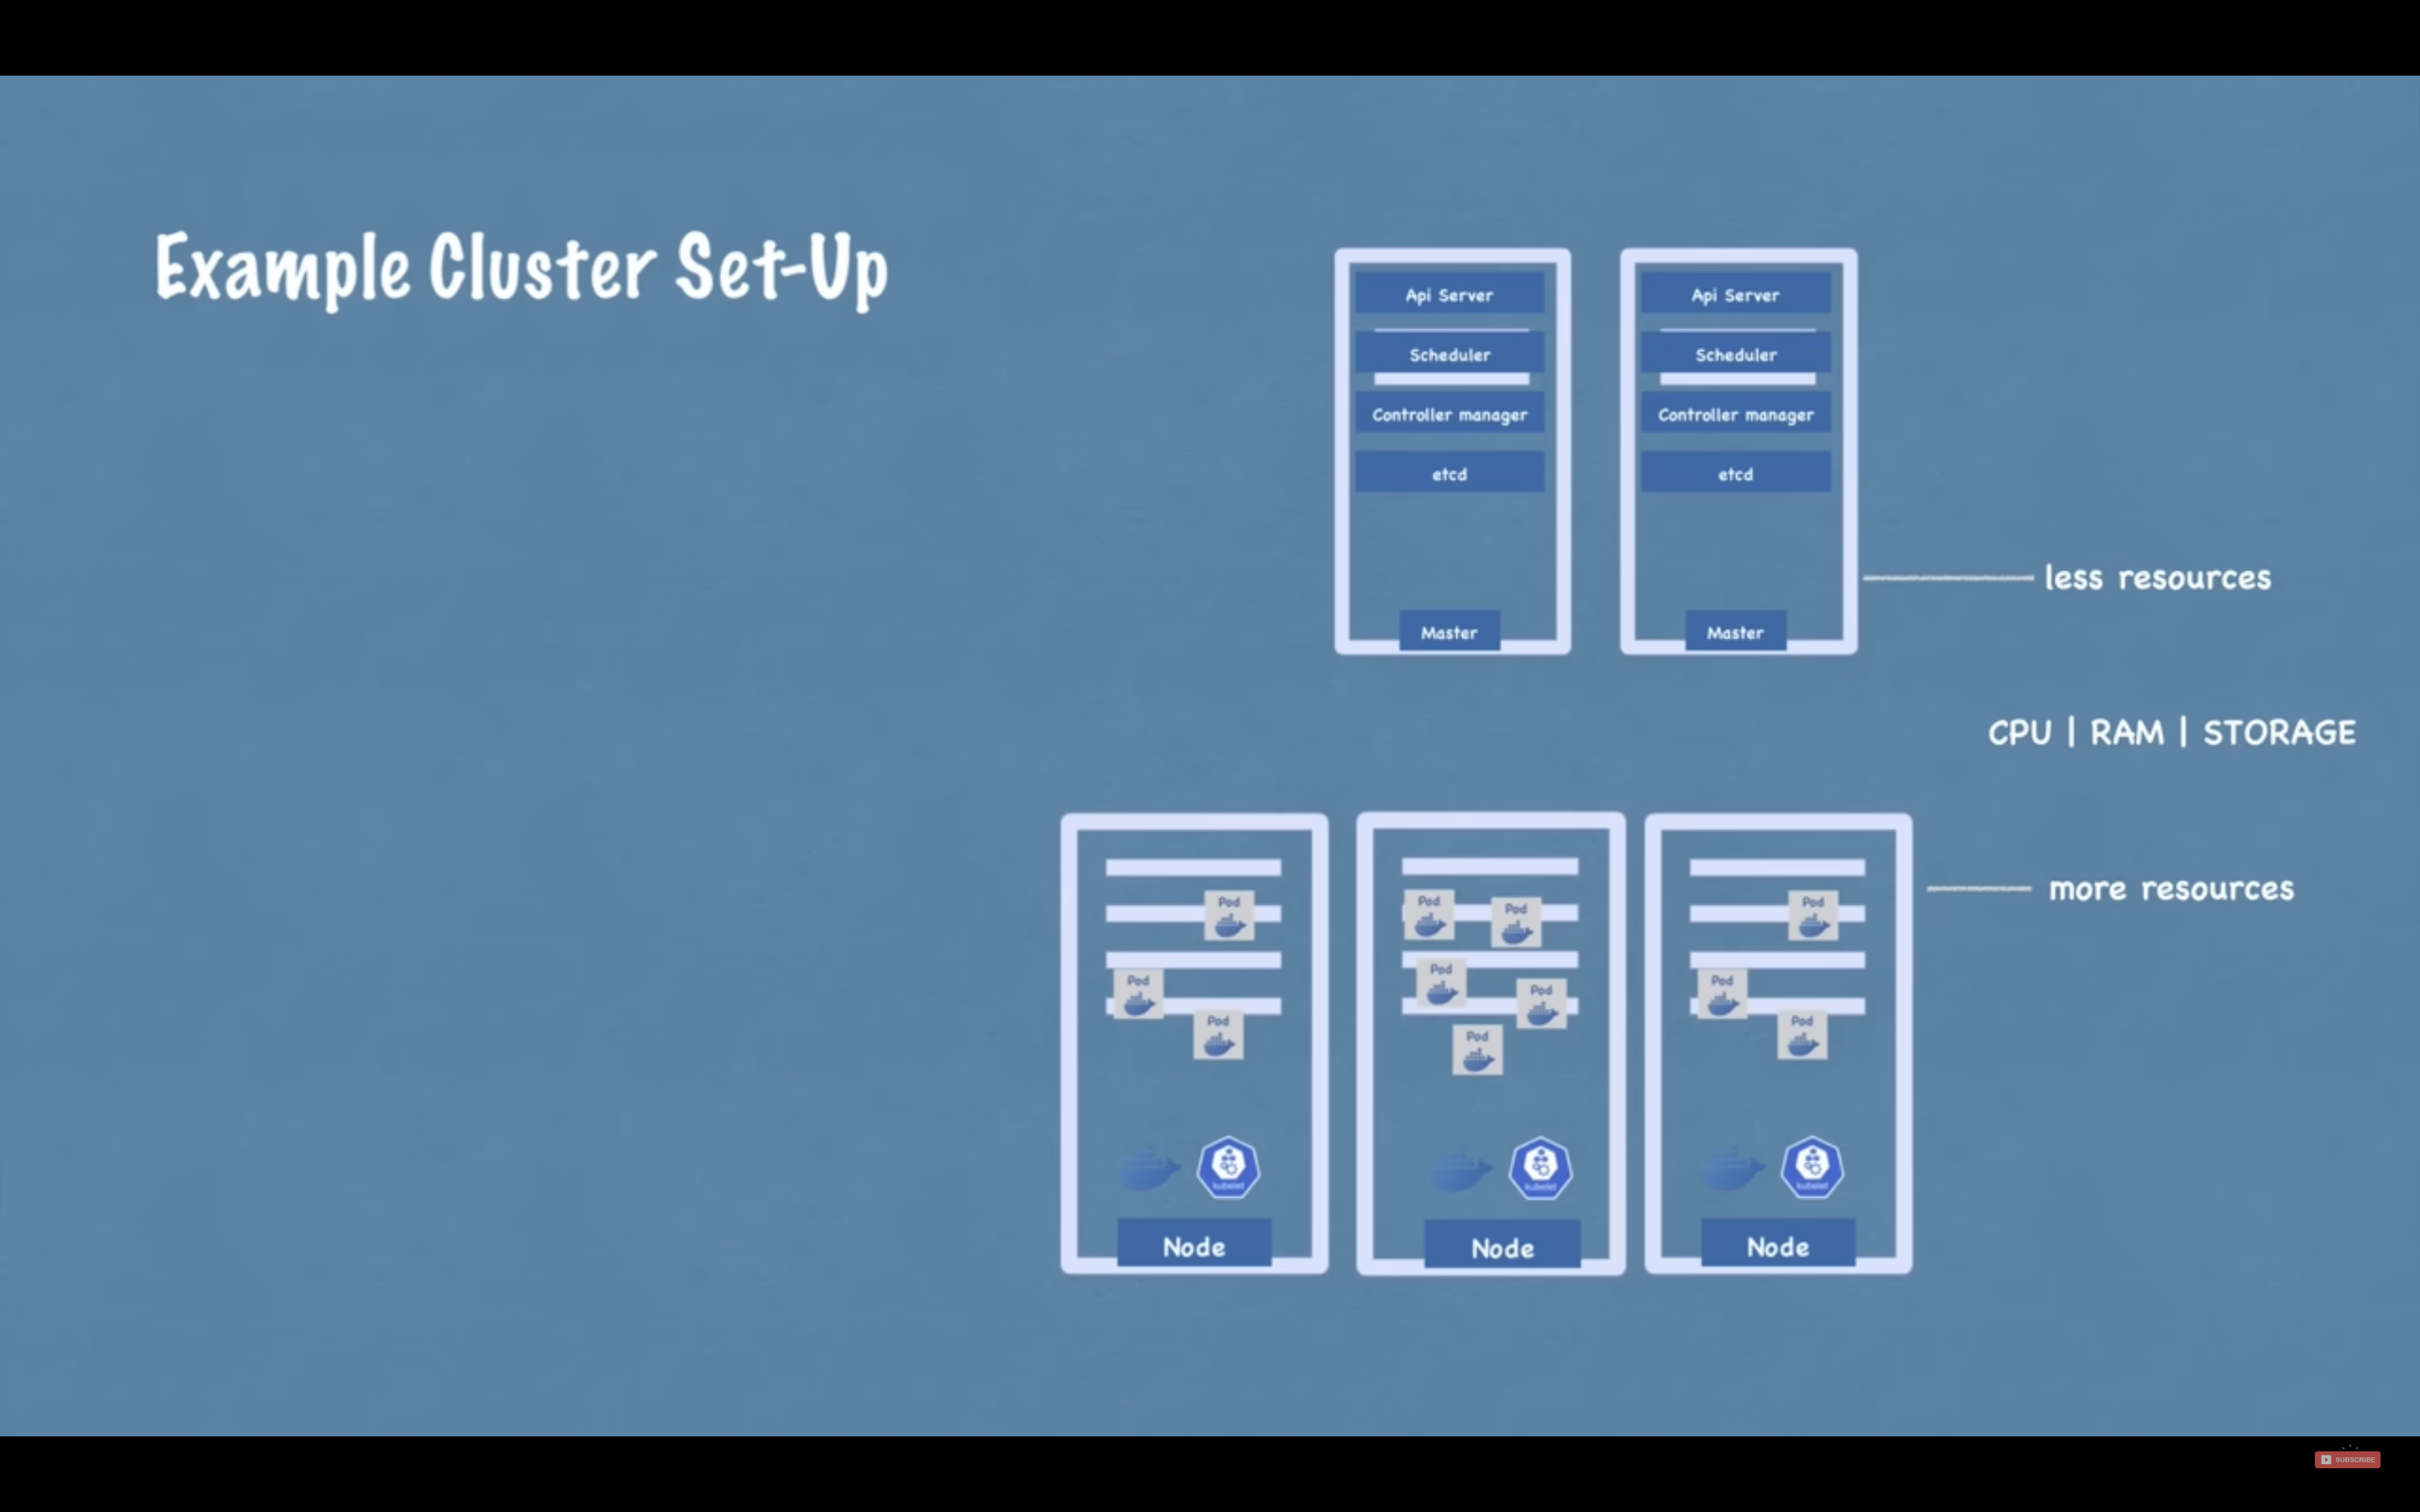 Example Cluster Set-Up
Api Server
Scheduler
Controller manager
etcd
Master
Api Server
Scheduler
Controller manager
etcd
Master
less resources
CPU | RAM | STORAGE
more resources
Pod
Pod
Pod
kubelet
Node
Pod
Pod
Pod
Pod
Pod
kubelet
Node
Pod
Pod
Pod
kubelet
Node
SUBSCRIBE